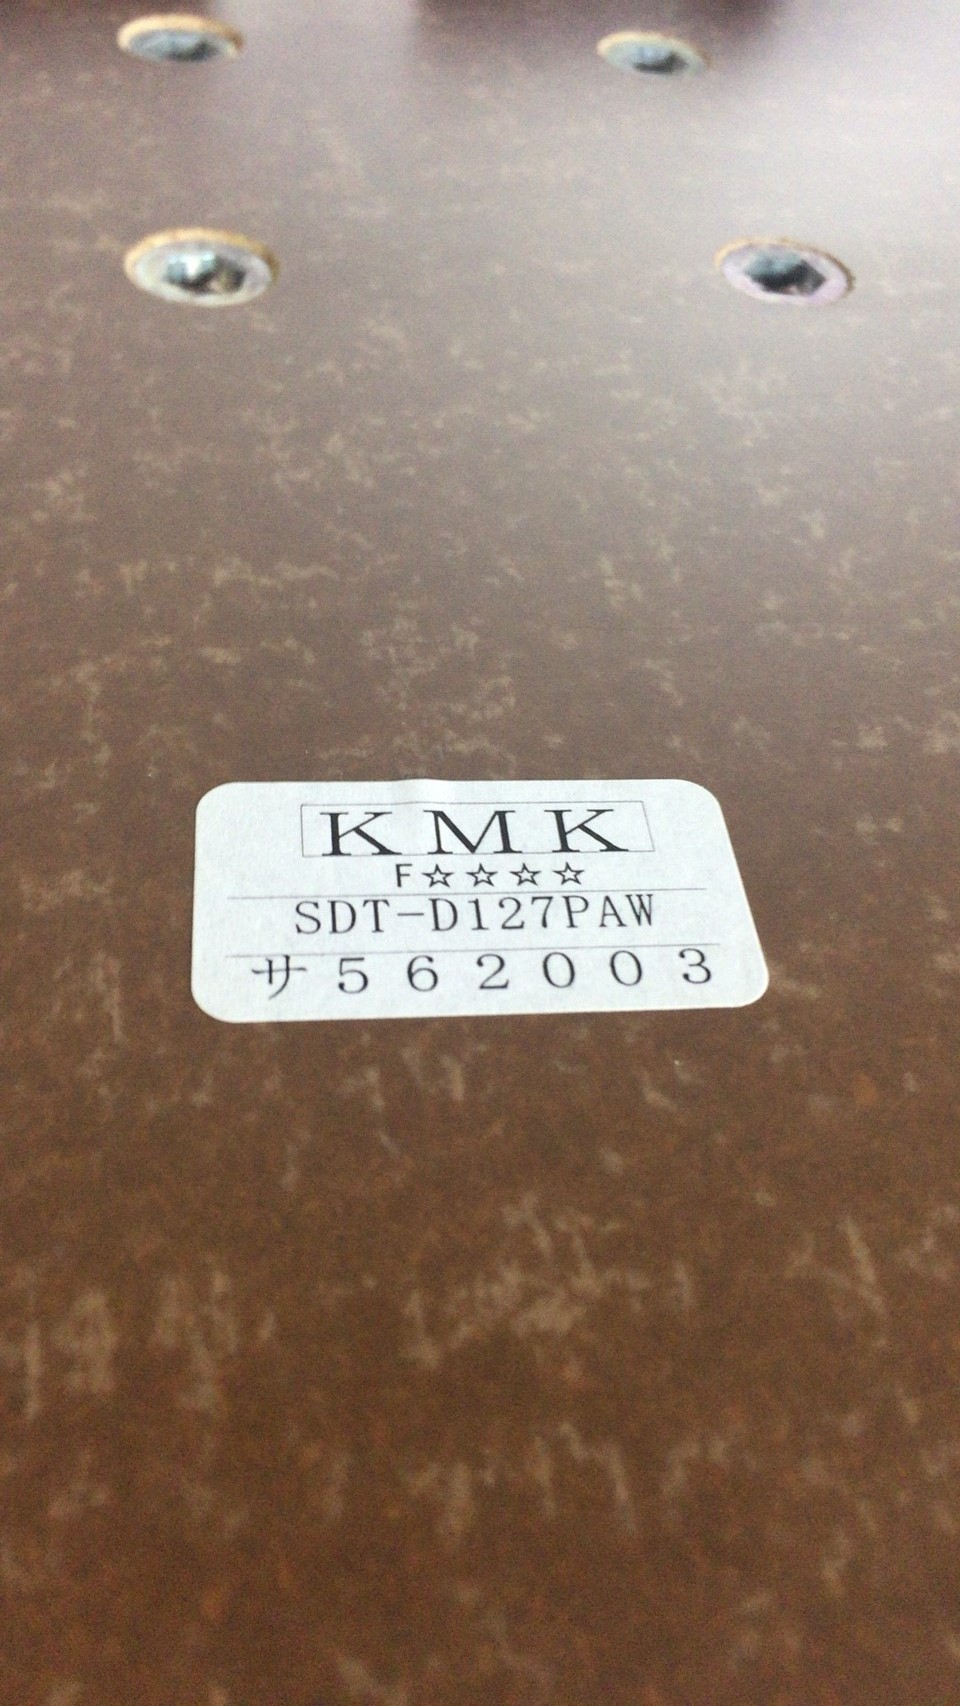 KMK
F☆☆☆☆
SDT-D127PAW
サ562003